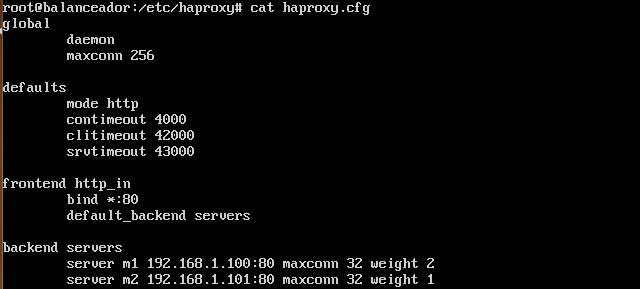 root@balanceador:/etc/haproxy# cat haproxy.cfg
global
        daemon
        maxconn 256

defaults
        mode http
        contimeout 4000
        clitimeout 42000
        srvtimeout 43000

frontend http_in
        bind *:80
        default_backend servers

backend servers
        server m1 192.168.1.100:80 maxconn 32 weight 2
        server m2 192.168.1.101:80 maxconn 32 weight 1